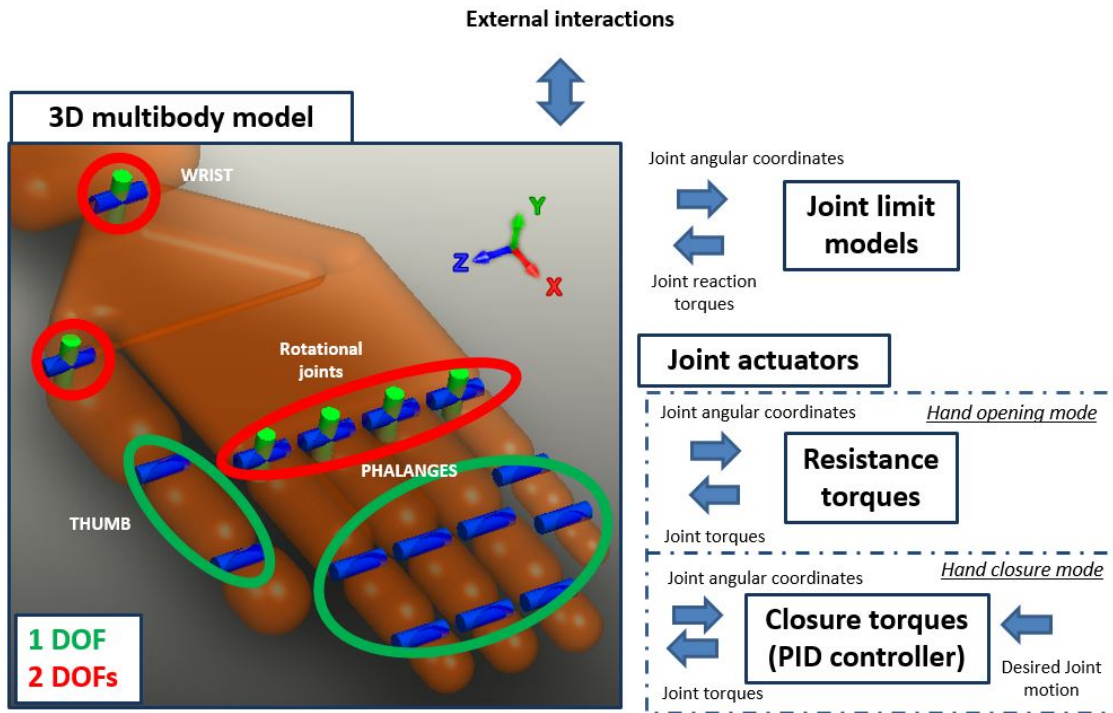 External interactions
3D multibody model
WRIST
Y
Z
X
Rotational
joints
PHALANGES
THUMB
1 DOF
2 DOFs
Joint angular coordinates
Joint limit
models
Joint reaction
torques
Joint actuators
Joint angular coordinates
Hand opening mode
Resistance
torques
Joint torques
Joint angular coordinates
Hand closure mode
Closure torques
(PID controller)
Joint torques
Desired Joint
motion